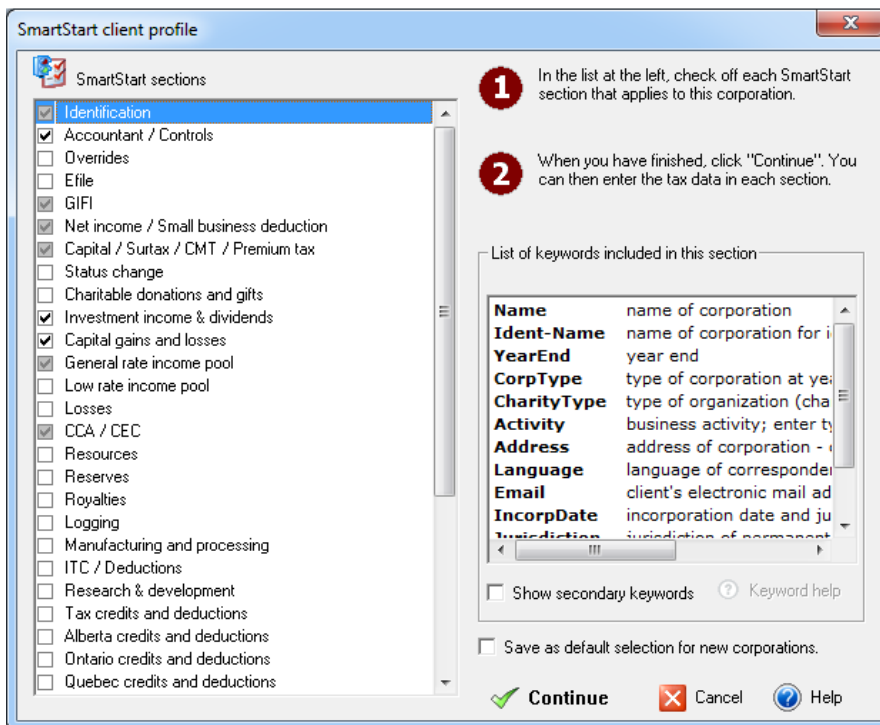 SmartStart client profile
SmartStart sections
Identification
Accountant / Controls
Overrides
Efile
GIFI
Net income / Small business deduction
Capital / Surtax / CMT / Premium tax
Status change
Charitable donations and gifts
Investment income & dividends
Capital gains and losses
General rate income pool
Low rate income pool
Losses
CCA / CEC
Resources
Reserves
Royalties
Logging
Manufacturing and processing
ITC / Deductions
Research & development
Tax credits and deductions
Alberta credits and deductions
Ontario credits and deductions
Quebec credits and deductions
1
In the list at the left, check off each SmartStart
section that applies to this corporation.
2
When you have finished, click "Continue". You
can then enter the tax data in each section.
List of keywords included in this section
Name name of corporation
Ident-Name name of corporation for i
YearEnd year end
CorpType type of corporation at ye
CharityType type of organization (cha
Activity business activity; enter ty
Address address of corporation -
Language language of corresponde
Email client's electronic mail ad
IncorpDate incorporation date and ju
Jurisdiction jurisdiction of permanent
Show secondary keywords
Keyword help
Save as default selection for new corporations.
Continue
Cancel
Help